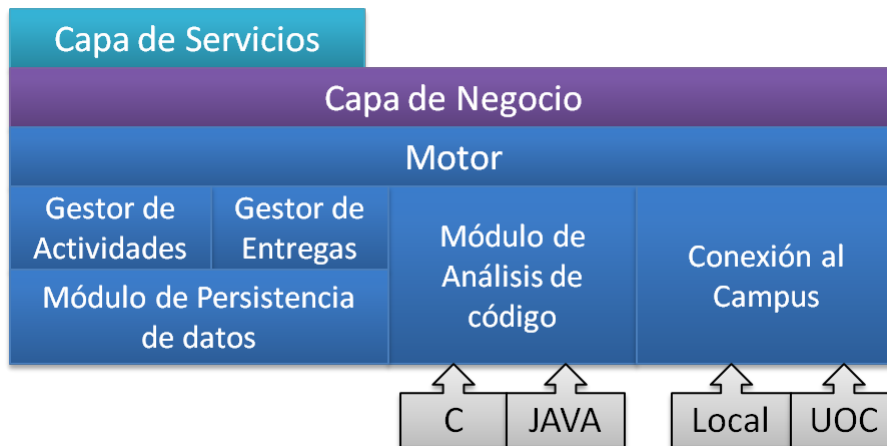 Capa de Servicios
Capa de Negocio
Motor
Gestor de
Actividades
Gestor de
Entregas
Módulo de Persistencia
de datos
Módulo de
Análisis de
código
Conexión al
Campus
C
JAVA
Local
UOC